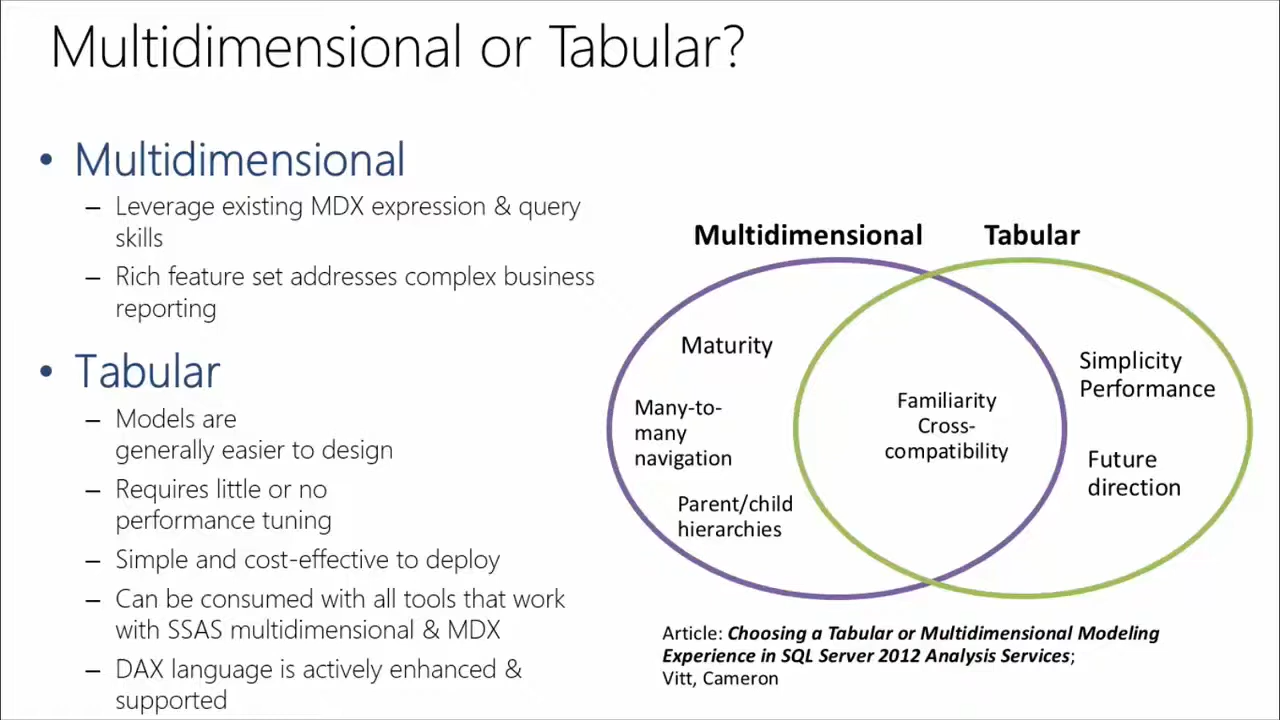 Multidimensional or Tabular?
• Multidimensional
– Leverage existing MDX expression & query
skills
– Rich feature set addresses complex business
reporting
• Tabular
– Models are
generally easier to design
– Requires little or no
performance tuning
– Simple and cost-effective to deploy
– Can be consumed with all tools that work
with SSAS multidimensional & MDX
– DAX language is actively enhanced &
supported
Multidimensional
Tabular
Maturity
Many-to-
many
navigation
Parent/child
hierarchies
Familiarity
Cross-
compatibility
Simplicity
Performance
Future
direction
Article: Choosing a Tabular or Multidimensional Modeling
Experience in SQL Server 2012 Analysis Services;
Vitt, Cameron